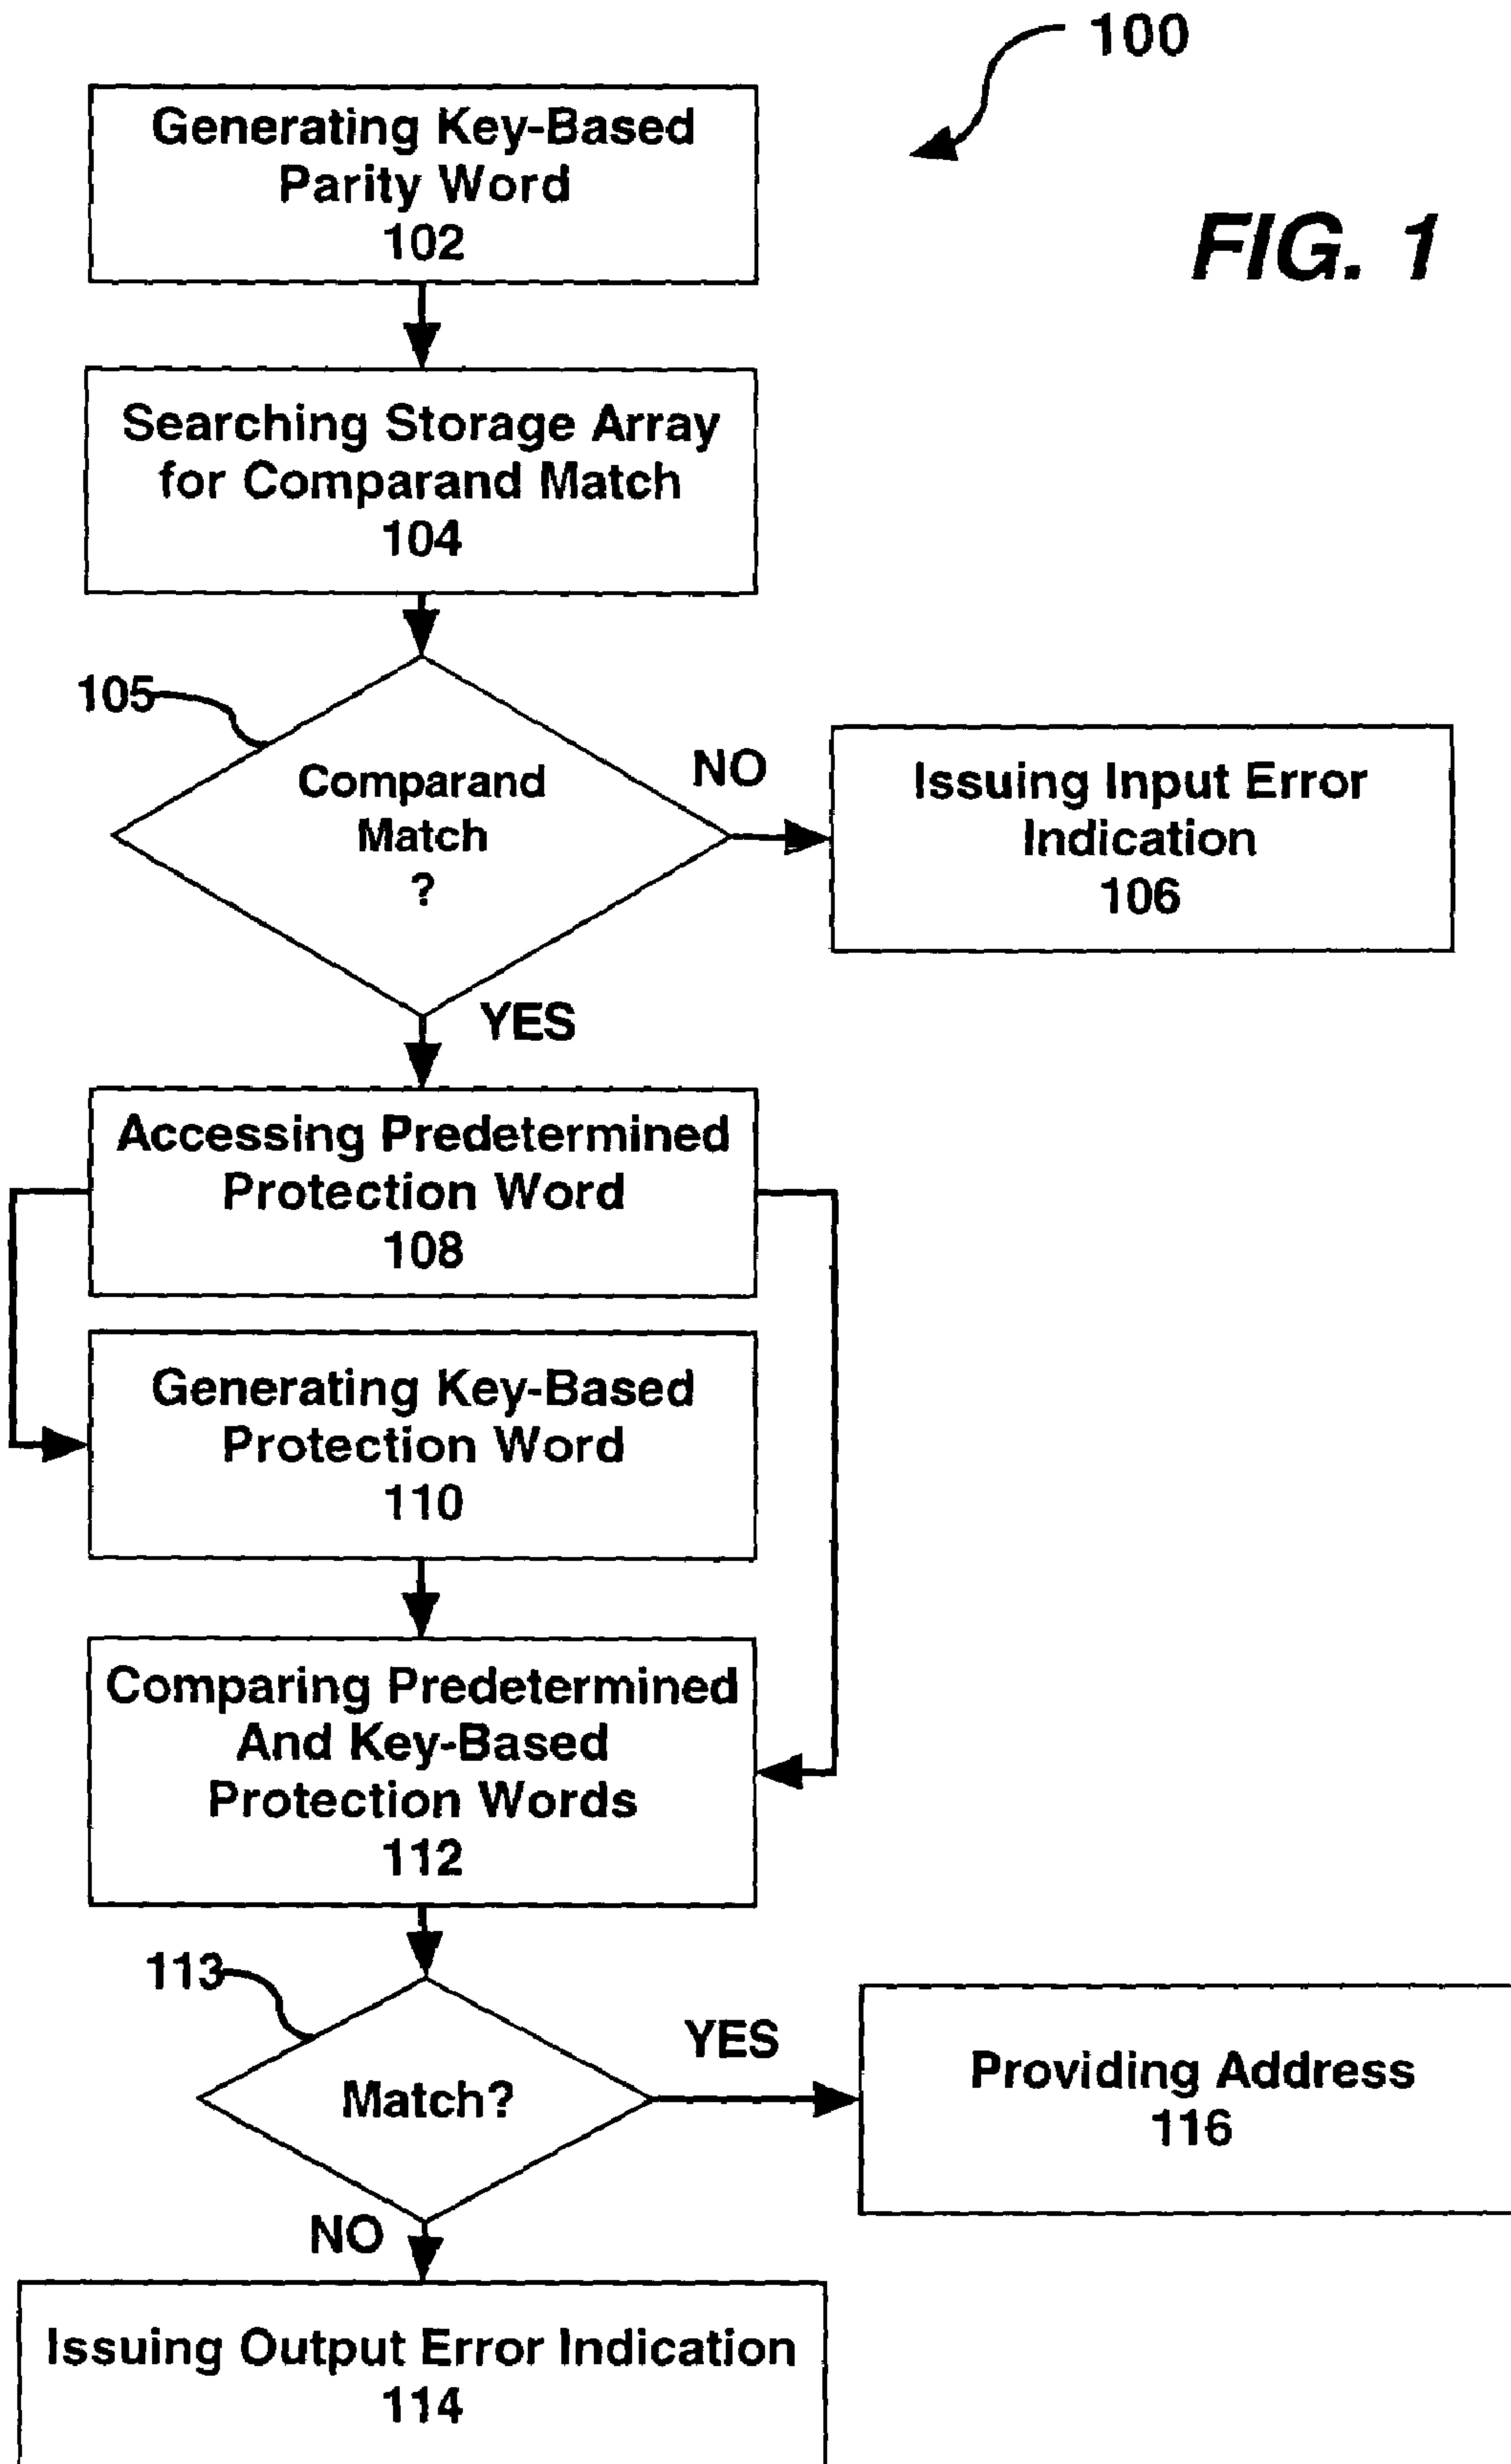 100
FIG. 1
Generating Key-Based
Parity Word
102
Searching Storage Array
for Comparand Match
104
105
Comparand
Match
?
NO
Issuing Input Error
Indication
106
YES
Accessing Predetermined
Protection Word
108
Generating Key-Based
Protection Word
110
Comparing Predetermined
And Key-Based
Protection Words
112
113
Match?
YES
Providing Address
116
NO
Issuing Output Error Indication
114